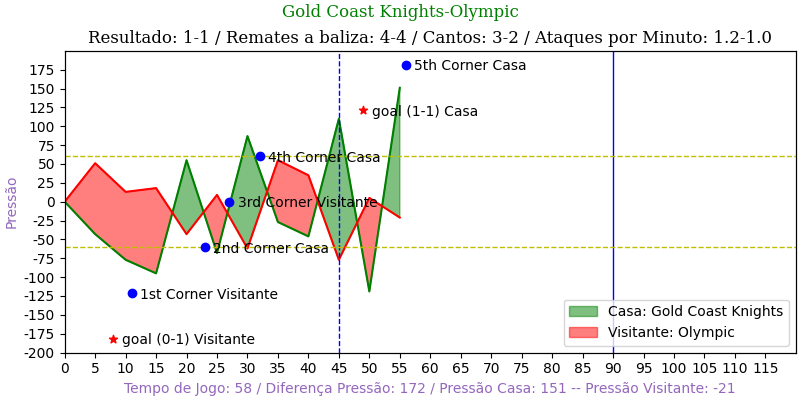 Gold Coast Knights-Olympic
Resultado: 1-1 / Remates a baliza: 4-4 / Cantos: 3-2 / Ataques por Minuto: 1.2-1.0
Pressão
175
150
125
100
75
50
25
0
-25
-50
-75
-100
-125
-150
-175
-200
5th Corner Casa
goal (1-1) Casa
4th Corner Casa
3rd Corner Visitante
2nd Corner Casa
1st Corner Visitante
goal (0-1) Visitante
Casa: Gold Coast Knights
Visitante: Olympic
0 5 10 15 20 25 30 35 40 45 50 55 60 65 70 75 80 85 90 95 100 105 110 115
Tempo de Jogo: 58 / Diferença Pressão: 172 / Pressão Casa: 151 -- Pressão Visitante: -21